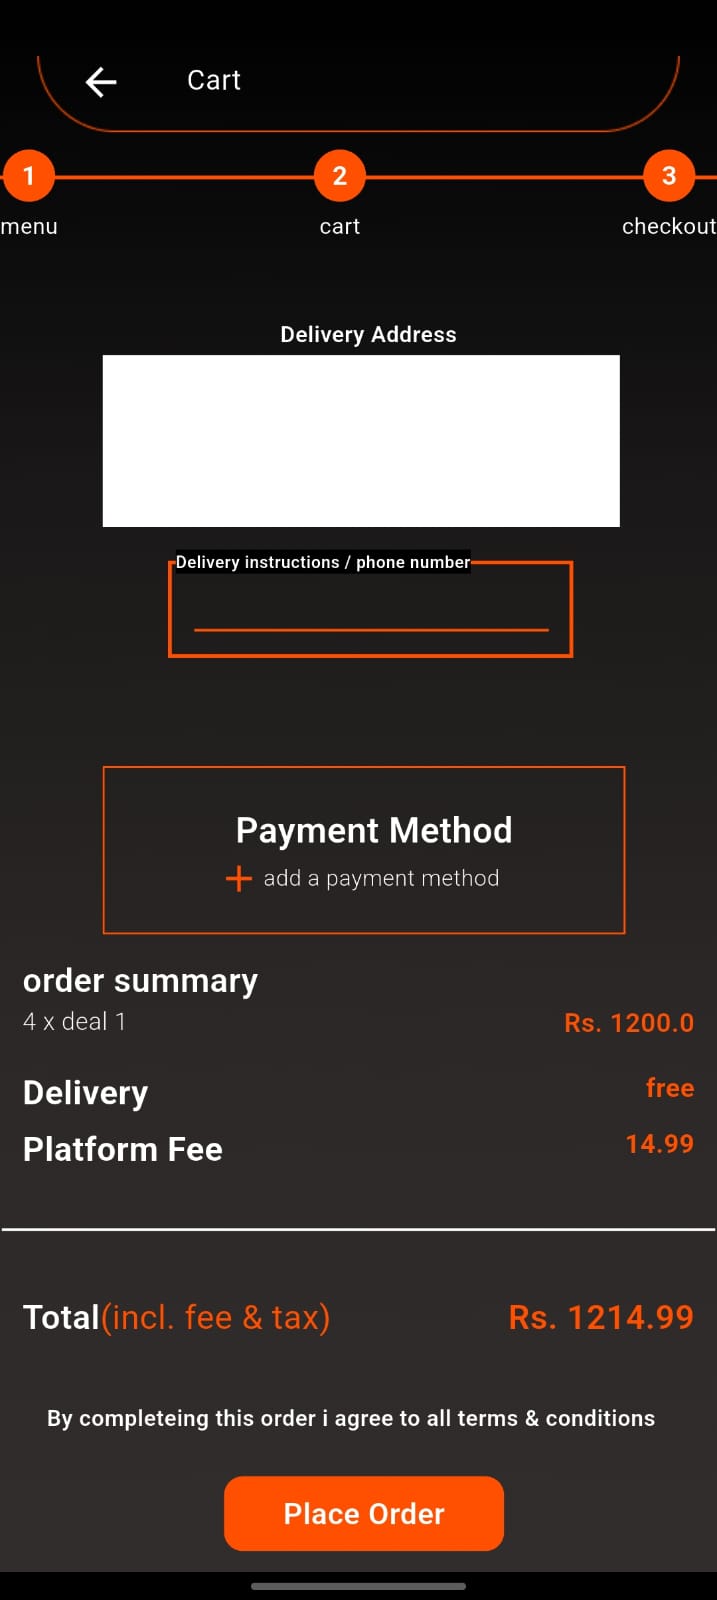 Cart
1 2 3
menu cart checkout
Delivery Address
Delivery instructions / phone number
Payment Method
add a payment method
order summary
4 x deal 1 Rs. 1200.0
Delivery free
Platform Fee 14.99
Total(incl. fee & tax) Rs. 1214.99
By completeing this order i agree to all terms & conditions
Place Order